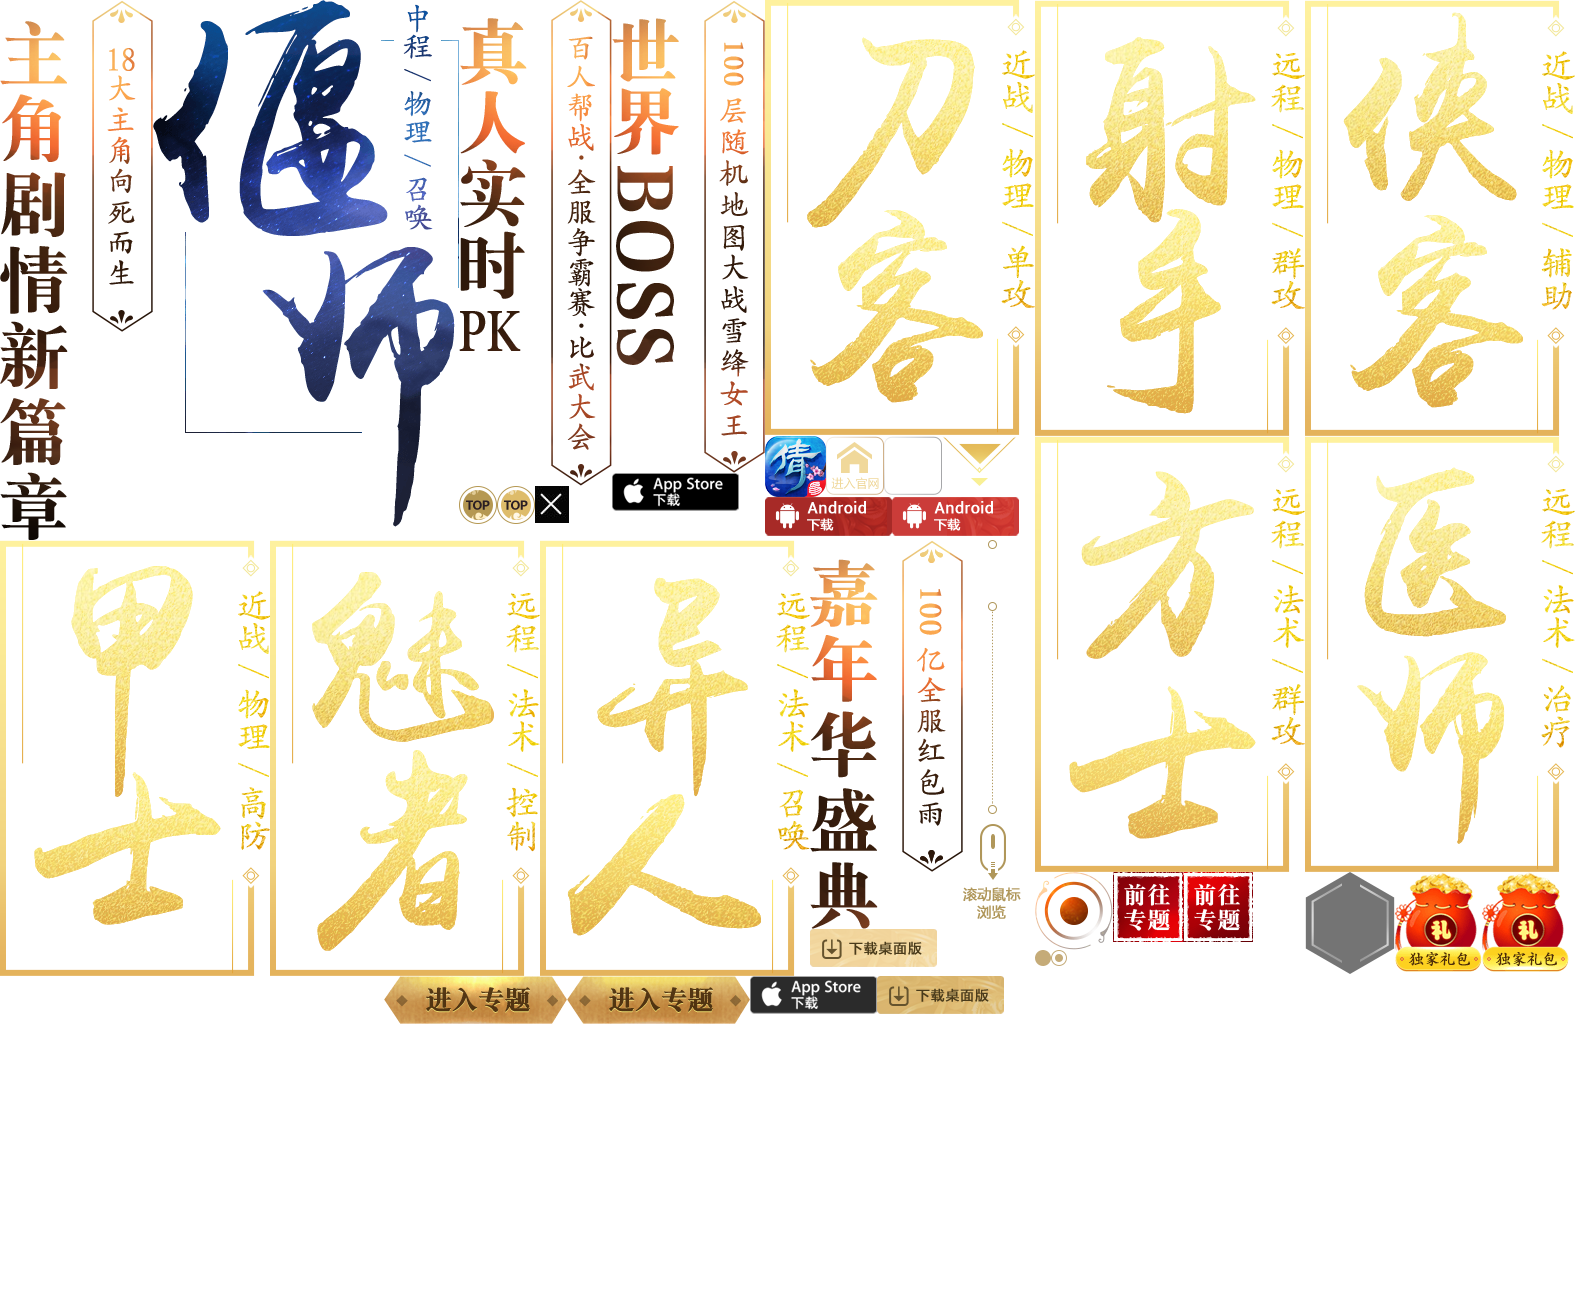 主角剧情新篇章
18大主角向死而生
偃师
中程/物理/召唤
真人实时PK
百人帮战·全服争霸赛·比武大会
世界BOSS
100层随机地图大战雪绛女王
刀客
近战/物理/单攻
射手
远程/物理/群攻
侠客
近战/物理/辅助
TOP
TOP
App Store
下载
倩
进入官网
Android
下载
Android
下载
甲士
近战/物理/高防
魅者
远程/法术/控制
异人
远程/法术/召唤
嘉年华盛典
100亿全服红包雨
滚动鼠标
浏览
方士
远程/法术/群攻
医师
远程/法术/治疗
下载桌面版
前往
专题
前往
专题
礼
独家礼包
礼
独家礼包
进入专题
进入专题
App Store
下载
下载桌面版